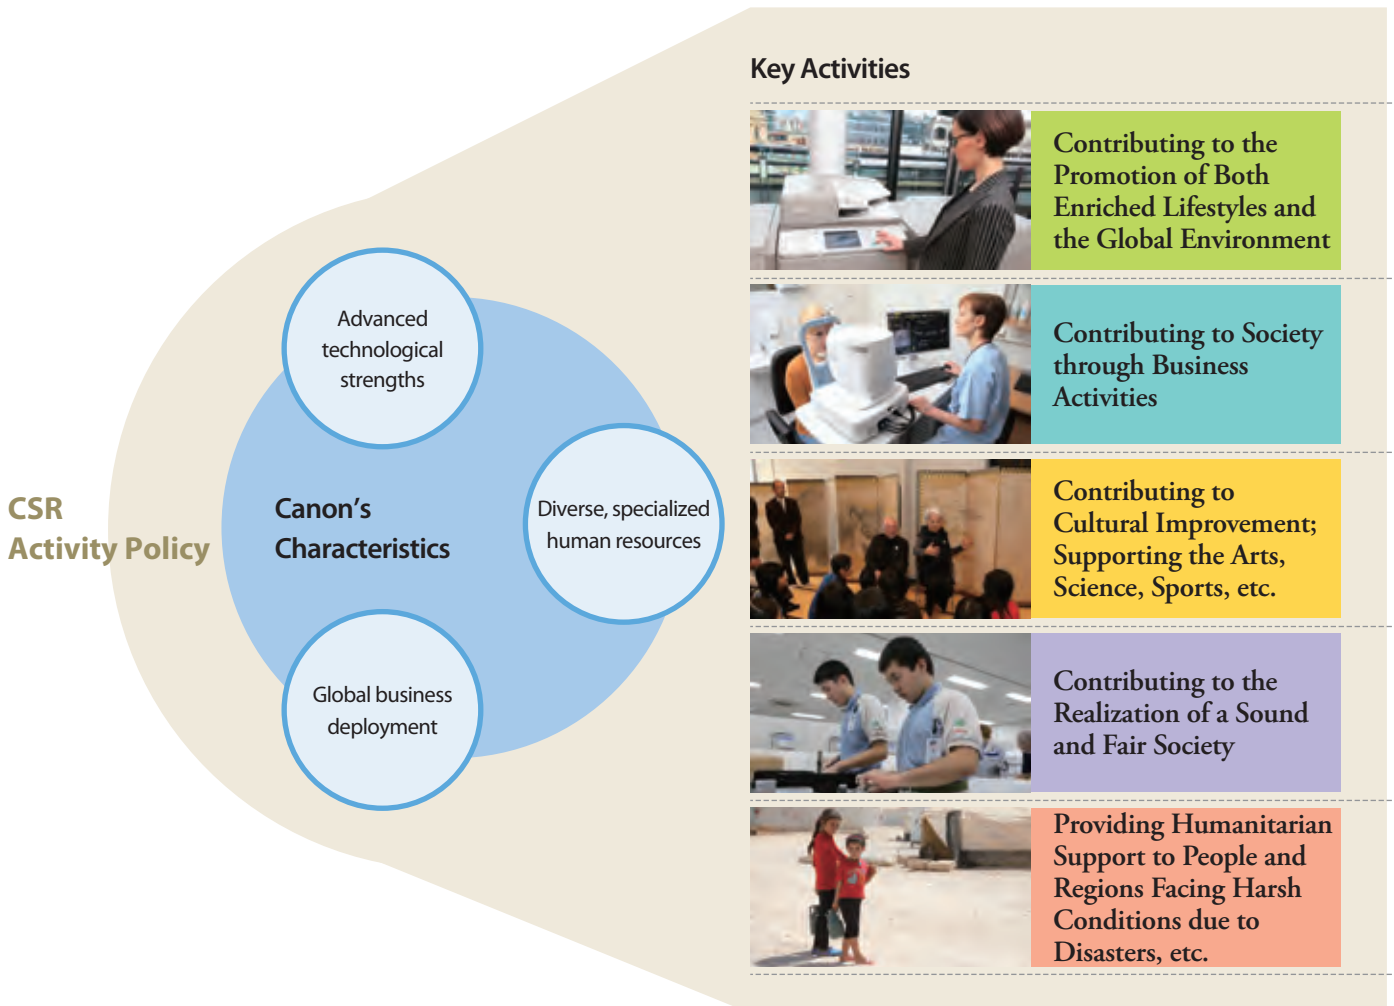 CSR
Activity Policy
Canon’s
Characteristics
Advanced
technological
strengths
Diverse, specialized
human resources
Global business
deployment
Key Activities
Contributing to the
Promotion of Both
Enriched Lifestyles and
the Global Environment
Contributing to Society
through Business
Activities
Contributing to
Cultural Improvement;
Supporting the Arts,
Science, Sports, etc.
Contributing to the
Realization of a Sound
and Fair Society
Providing Humanitarian
Support to People and
Regions Facing Harsh
Conditions due to
Disasters, etc.